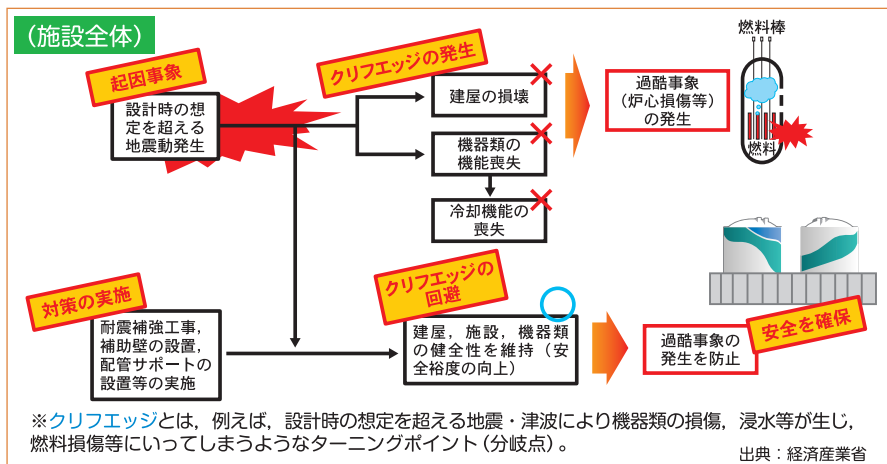 (施設全体)
起因事象
設計時の想
定を超える
地震動発生
クリフエッジの発生
建屋の損壊
機器類の
機能喪失
冷却機能の
喪失
過酷事象
(炉心損傷等)
の発生
燃料棒
燃料
対策の実施
耐震補強工事，
補助壁の設置，
配管サポートの
設置等の実施
クリフエッジの
回避
建屋，施設，機器類
の健全性を維持（安
全裕度の向上）
過酷事象の
発生を防止
安全を確保
※クリフエッジとは，例えば，設計時の想定を超える地震・津波により機器類の損傷，浸水等が生じ，
燃料損傷等にいってしまうようなターニングポイント（分岐点）。
出典：経済産業省